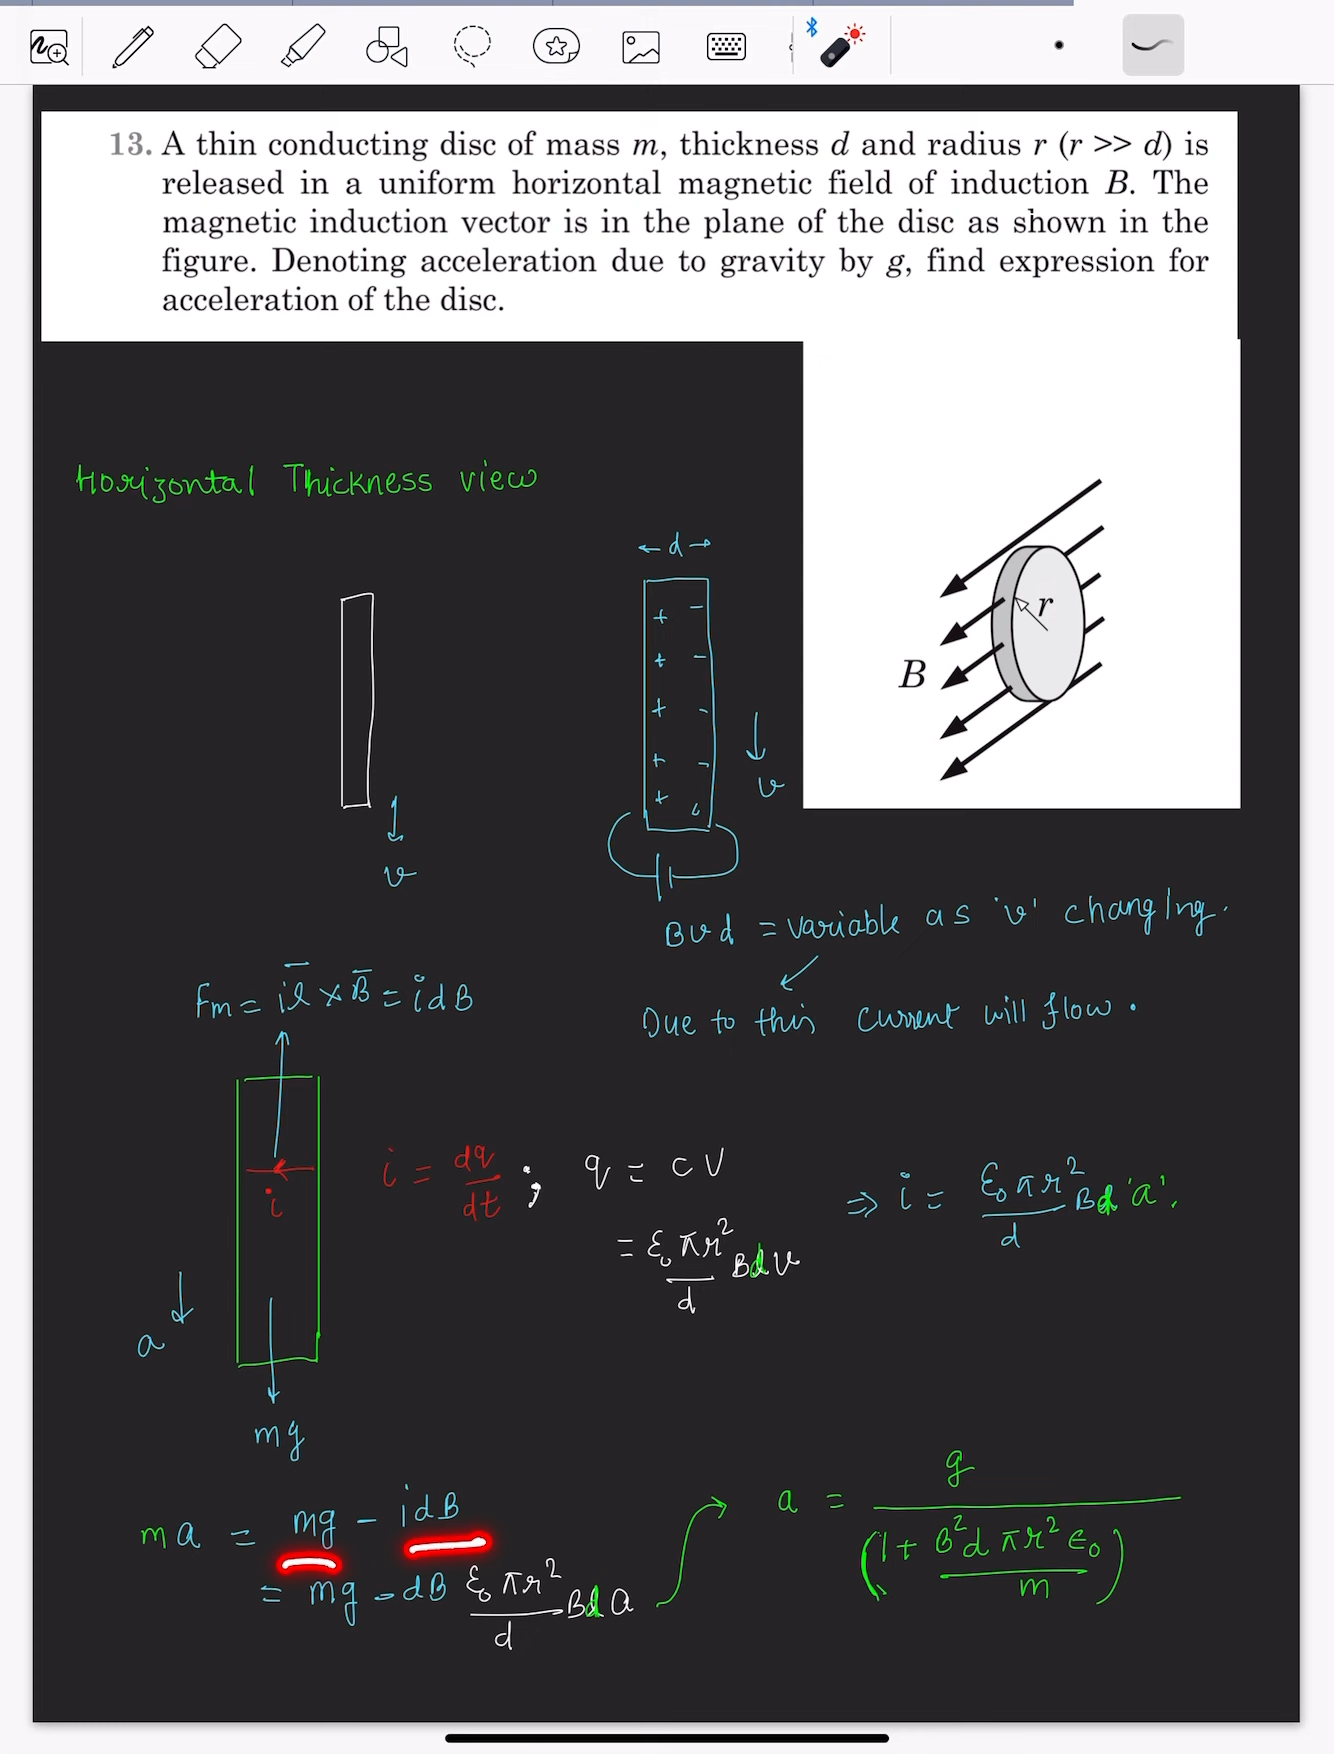 13. A thin conducting disc of mass m, thickness d and radius r (r >> d) is
released in a uniform horizontal magnetic field of induction B. The
magnetic induction vector is in the plane of the disc as shown in the
figure. Denoting acceleration due to gravity by g, find expression for
acceleration of the disc.
Horizontal Thickness view
← d →
+ −
+ −
r
+ −
B
+ −
v
+
v
Bvd = variable as 'v' changing.
Fm = i l̅ × B̅ = idB
Due to this current will flow.
i = dq/dt ; q = cV
⇒ i = ε₀πr²/d Bd 'a'.
i
= ε₀πr²/d Bdv
a
mg
ma = mg − idB
a = g/(1 + B²dπr²ε₀/m)
= mg − dB ε₀πr²/d Bda